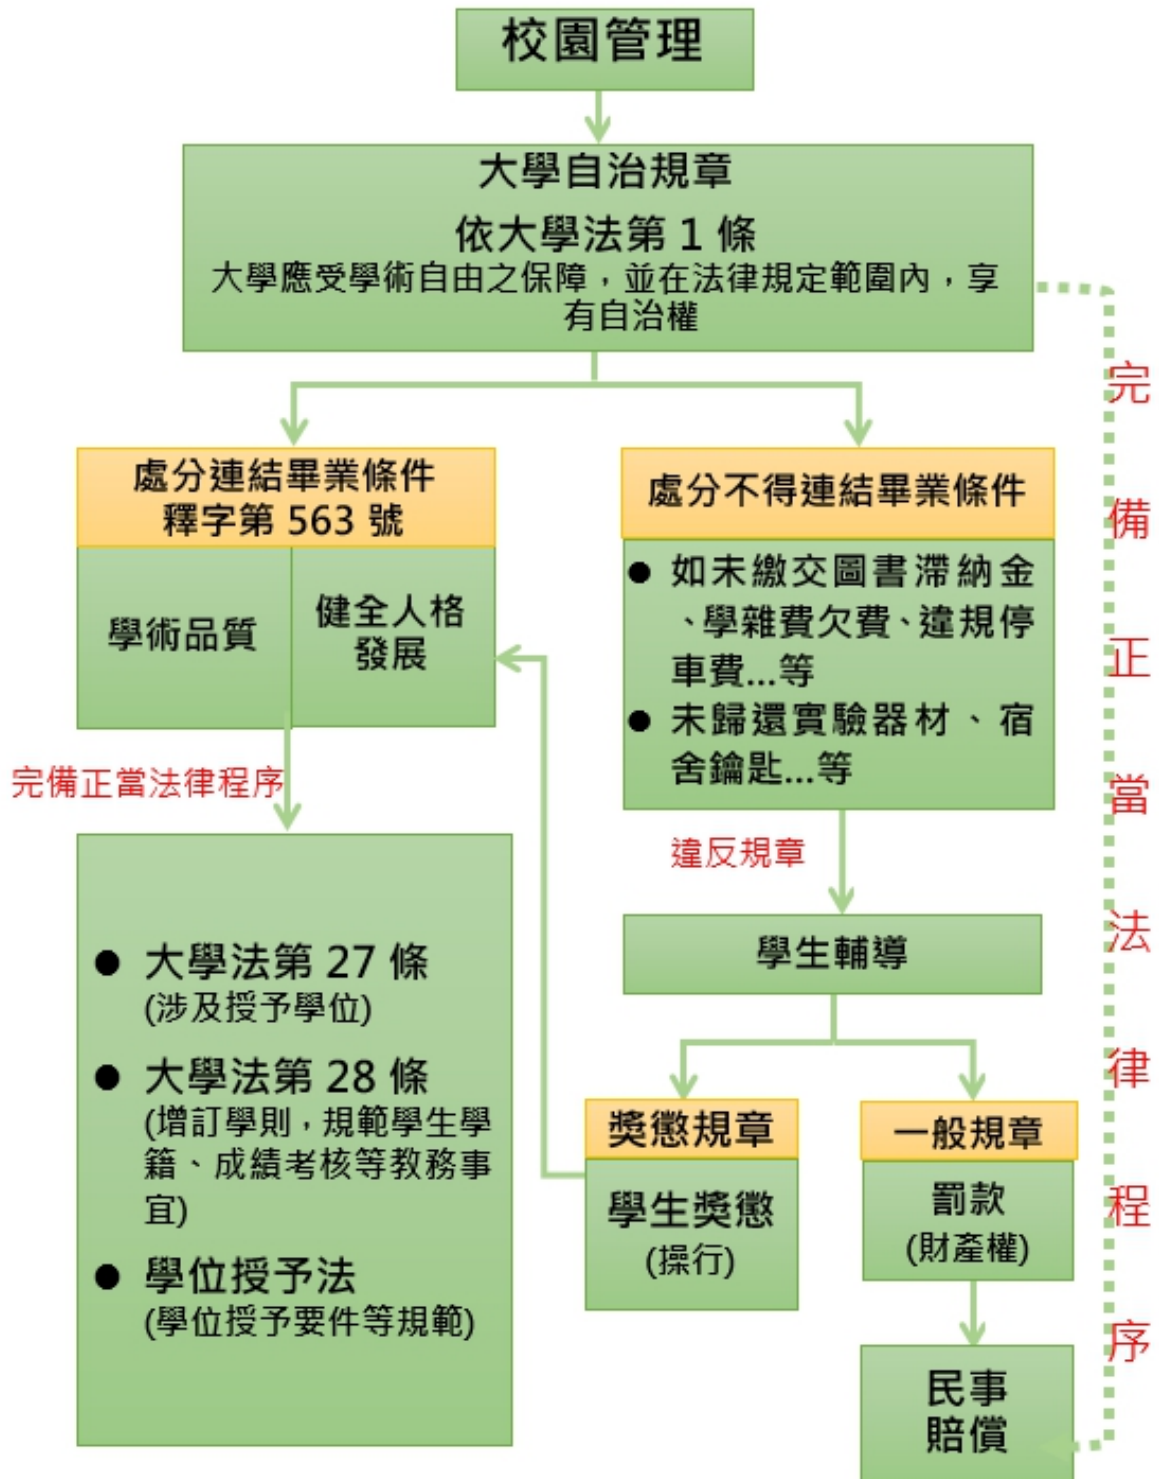 校園管理
大學自治規章
依大學法第 1 條
大學應受學術自由之保障，並在法律規定範圍內，享
有自治權
處分連結畢業條件
釋字第 563 號
學術品質
健全人格
發展
處分不得連結畢業條件
● 如未繳交圖書滯納金
、學雜費欠費、違規停
車費...等
● 未歸還實驗器材、宿
舍鑰匙...等
完備正當法律程序
違反規章
● 大學法第 27 條
(涉及授予學位)
● 大學法第 28 條
(增訂學則，規範學生學
籍、成績考核等教務事
宜)
● 學位授予法
(學位授予要件等規範)
學生輔導
獎懲規章
學生獎懲
(操行)
一般規章
罰款
(財產權)
民事
賠償
完備正當法律程序